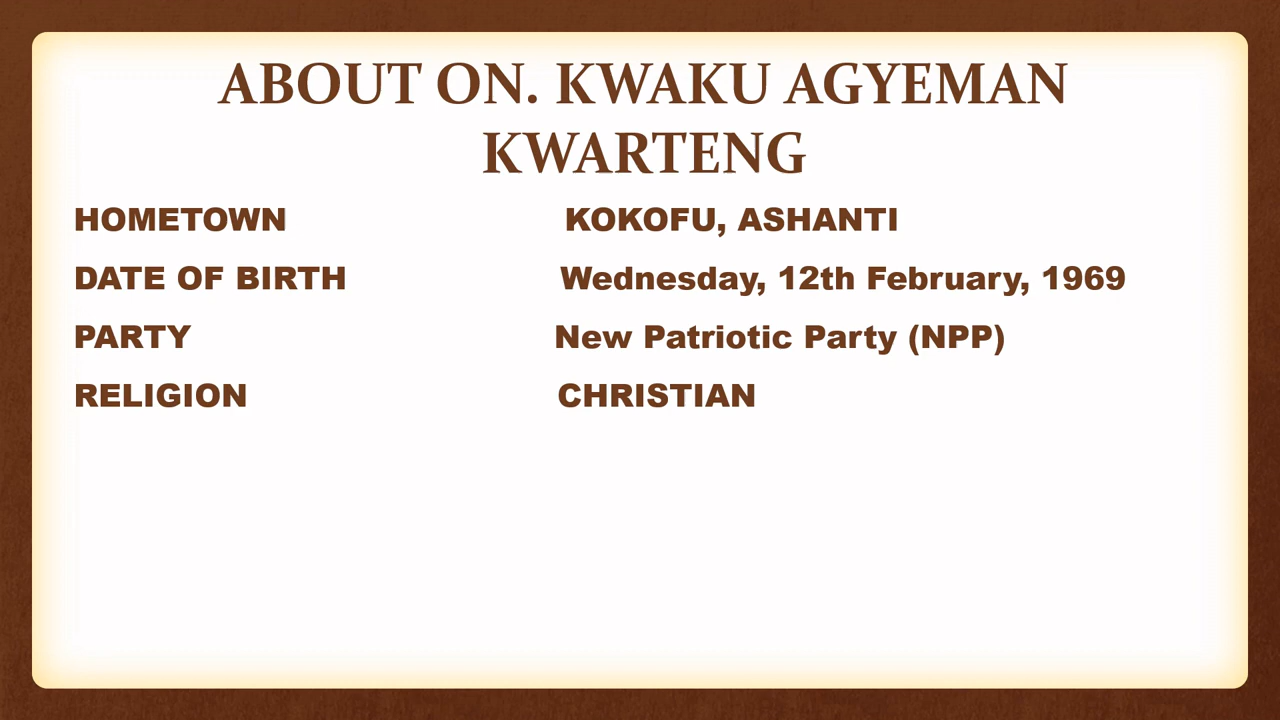 ABOUT ON. KWAKU AGYEMAN
KWARTENG
HOMETOWN KOKOFU, ASHANTI
DATE OF BIRTH Wednesday, 12th February, 1969
PARTY New Patriotic Party (NPP)
RELIGION CHRISTIAN